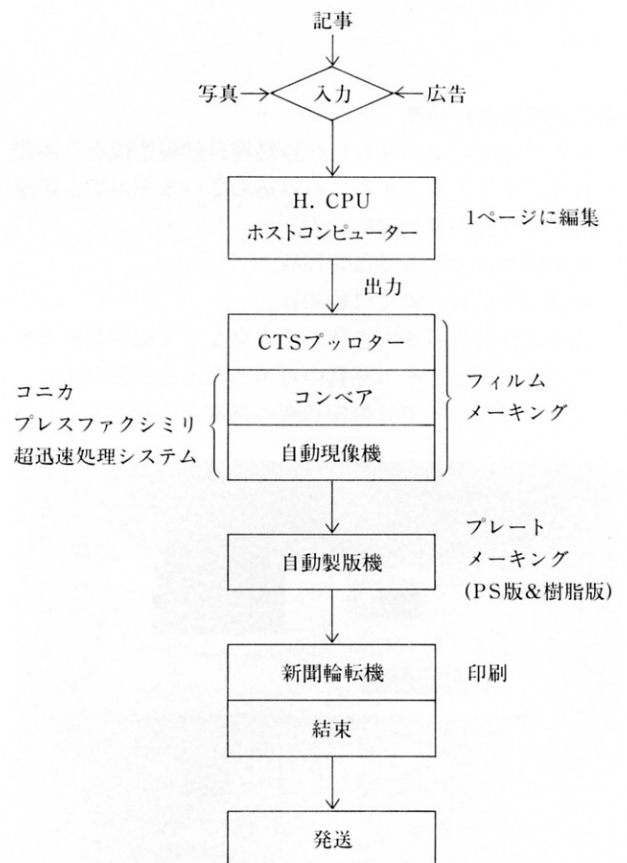 記事
写真
入力
広告
H. CPU
ホストコンピューター
1ページに編集
出力
CTSプッロター
コンベア
自動現像機
フィルム
メーキング
コニカ
プレスファクシミリ
超迅速処理システム
自動製版機
プレート
メーキング
(PS版&樹脂版)
新聞輪転機
印刷
結束
発送